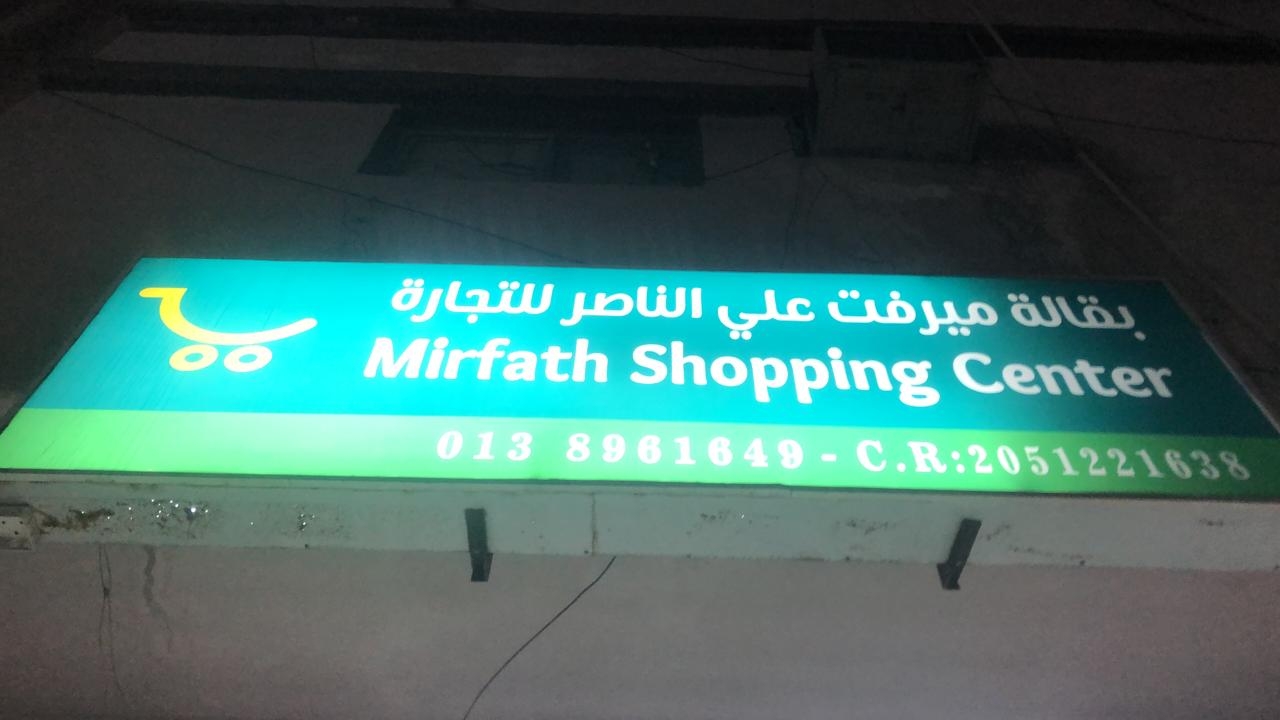 بقالة ميرفت علي الناصر للتجارة
Mirfath Shopping Center
013 8961649 - C.R:2051221638